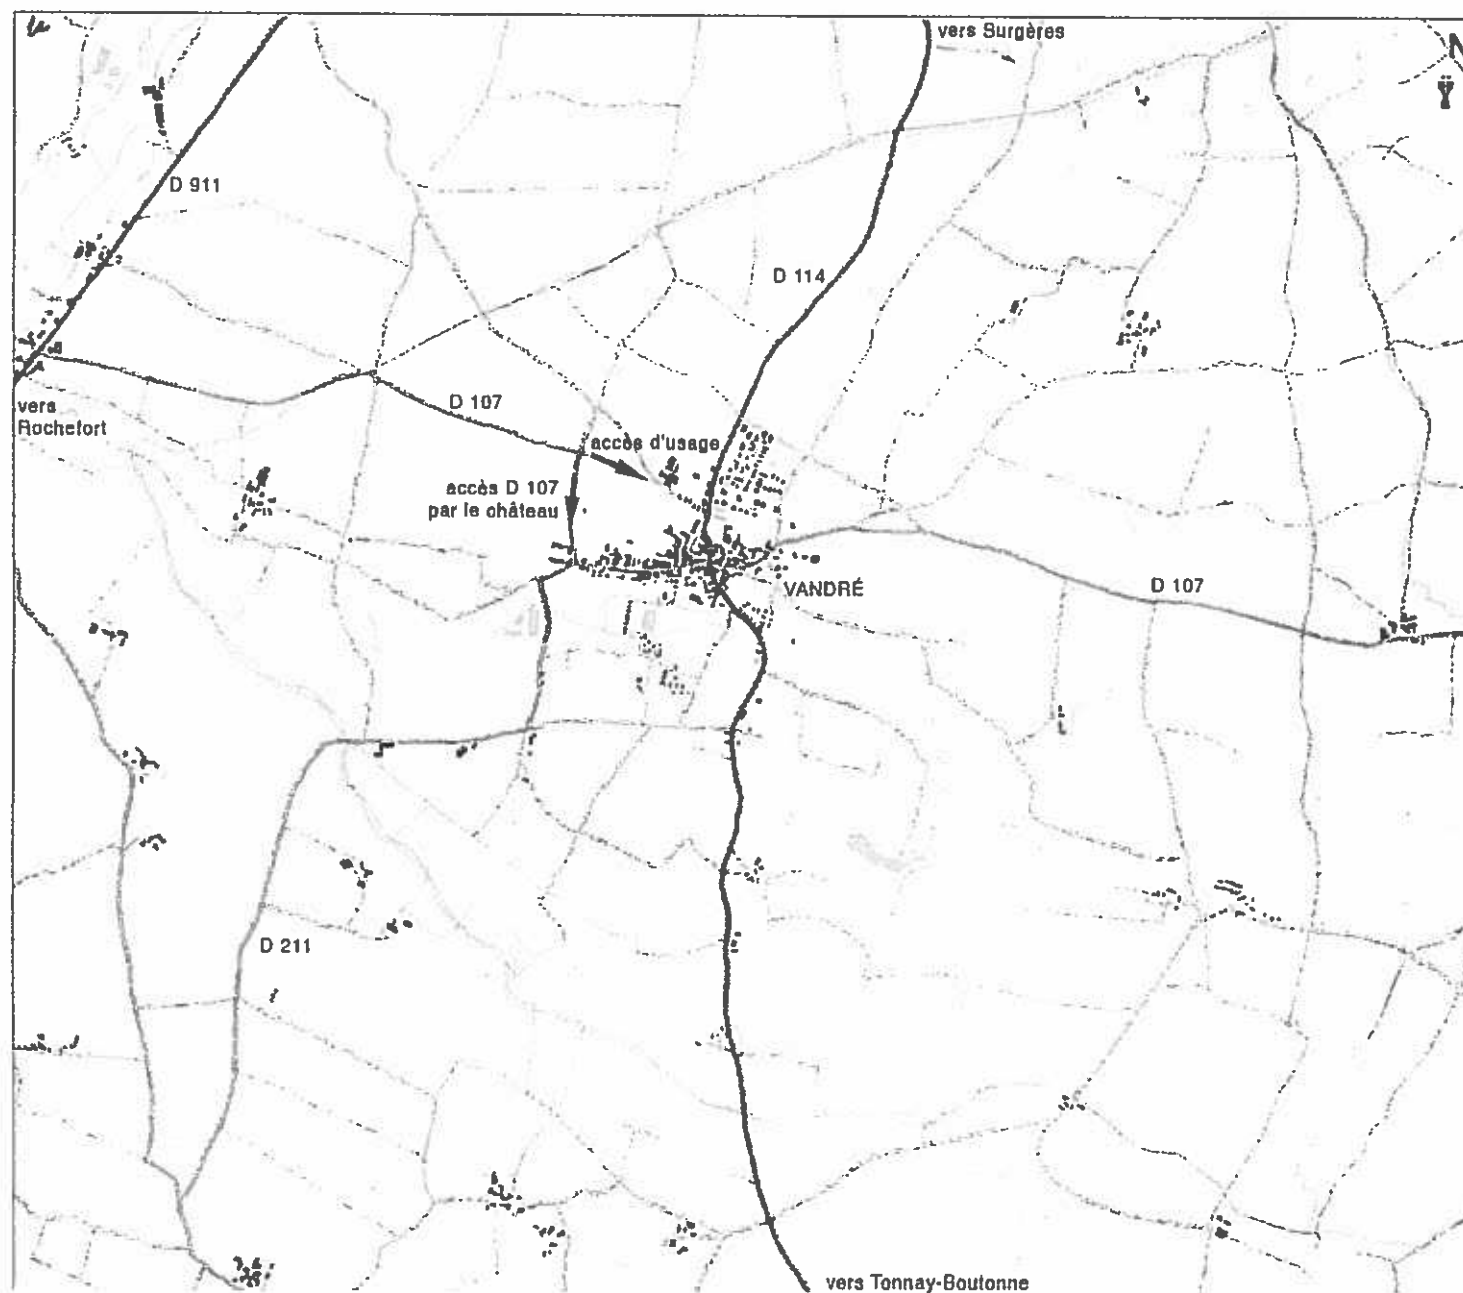 vers Surgères
N
D 911
D 114
vers
Rochefort
D 107
accès d'usage
accès D 107
par le château
VANDRÉ
D 107
D 211
vers Tonnay-Boutonne